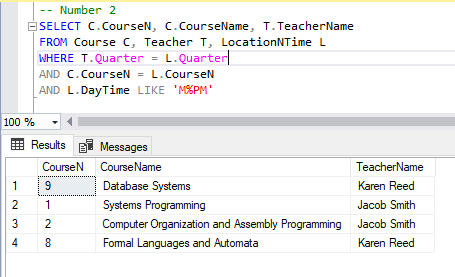 -- Number 2
SELECT C.CourseN, C.CourseName, T.TeacherName
FROM Course C, Teacher T, LocationNTime L
WHERE T.Quarter = L.Quarter
AND C.CourseN = L.CourseN
AND L.DayTime LIKE 'M%PM'
100 %
Results Messages
CourseN CourseName TeacherName
1 9 Database Systems Karen Reed
2 1 Systems Programming Jacob Smith
3 2 Computer Organization and Assembly Programming Jacob Smith
4 8 Fomal Languages and Automata Karen Reed